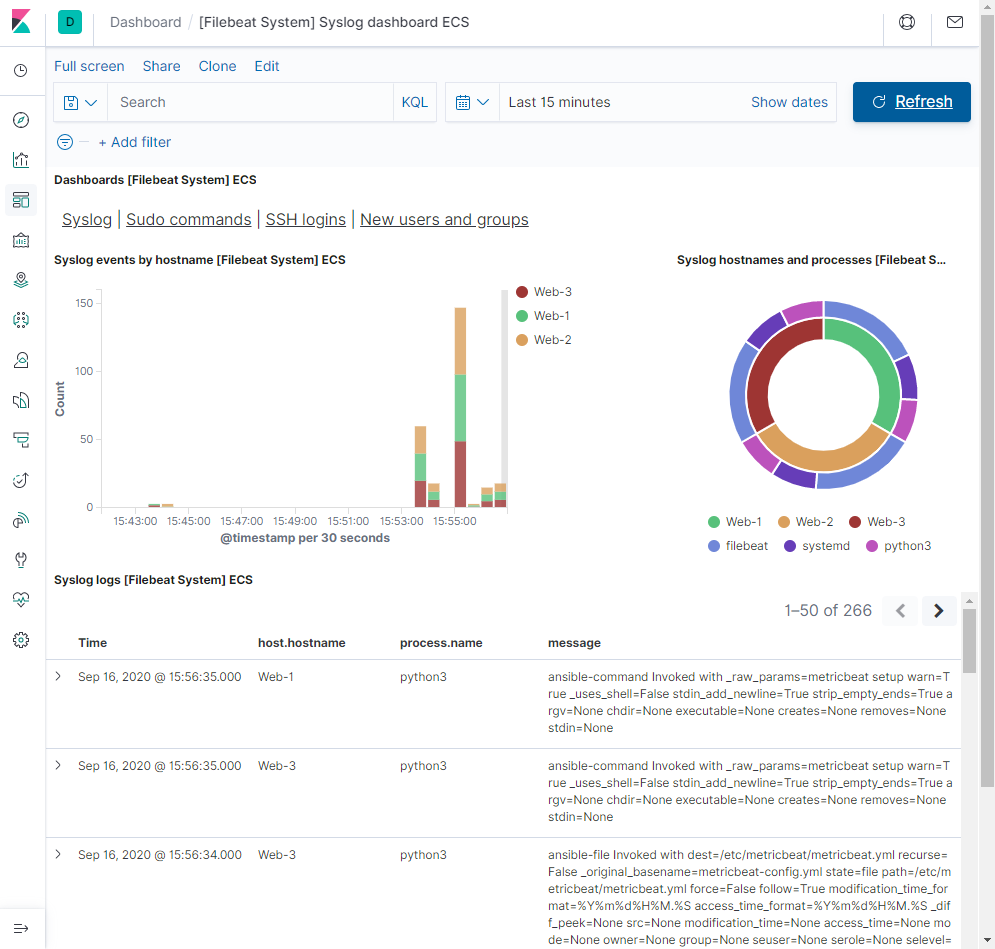 D Dashboard / [Filebeat System] Syslog dashboard ECS
Full screen Share Clone Edit
Search KQL Last 15 minutes Show dates Refresh
+ Add filter
Dashboards [Filebeat System] ECS
Syslog | Sudo commands | SSH logins | New users and groups
Syslog events by hostname [Filebeat System] ECS
150
100
50
0
Count
15:43:00 15:45:00 15:47:00 15:49:00 15:51:00 15:53:00 15:55:00
@timestamp per 30 seconds
Web-3
Web-1
Web-2
Syslog hostnames and processes [Filebeat S...
Web-1 Web-2 Web-3
filebeat systemd python3
Syslog logs [Filebeat System] ECS
1–50 of 266
Time host.hostname process.name message
Sep 16, 2020 @ 15:56:35.000 Web-1 python3 ansible-command Invoked with _raw_params=metricbeat setup warn=T
rue _uses_shell=False stdin_add_newline=True strip_empty_ends=True a
rgv=None chdir=None executable=None creates=None removes=None
stdin=None
Sep 16, 2020 @ 15:56:35.000 Web-3 python3 ansible-command Invoked with _raw_params=metricbeat setup warn=T
rue _uses_shell=False stdin_add_newline=True strip_empty_ends=True a
rgv=None chdir=None executable=None creates=None removes=None
stdin=None
Sep 16, 2020 @ 15:56:34.000 Web-3 python3 ansible-file Invoked with dest=/etc/metricbeat/metricbeat.yml recurse=
False _original_basename=metricbeat-config.yml state=file path=/etc/m
etricbeat/metricbeat.yml force=False follow=True modification_time_for
mat=%Y%m%d%H%M.%S access_time_format=%Y%m%d%H%M.%S _dif
f_peek=None src=None modification_time=None access_time=None mo
de=None owner=None group=None seuser=None serole=None selevel=